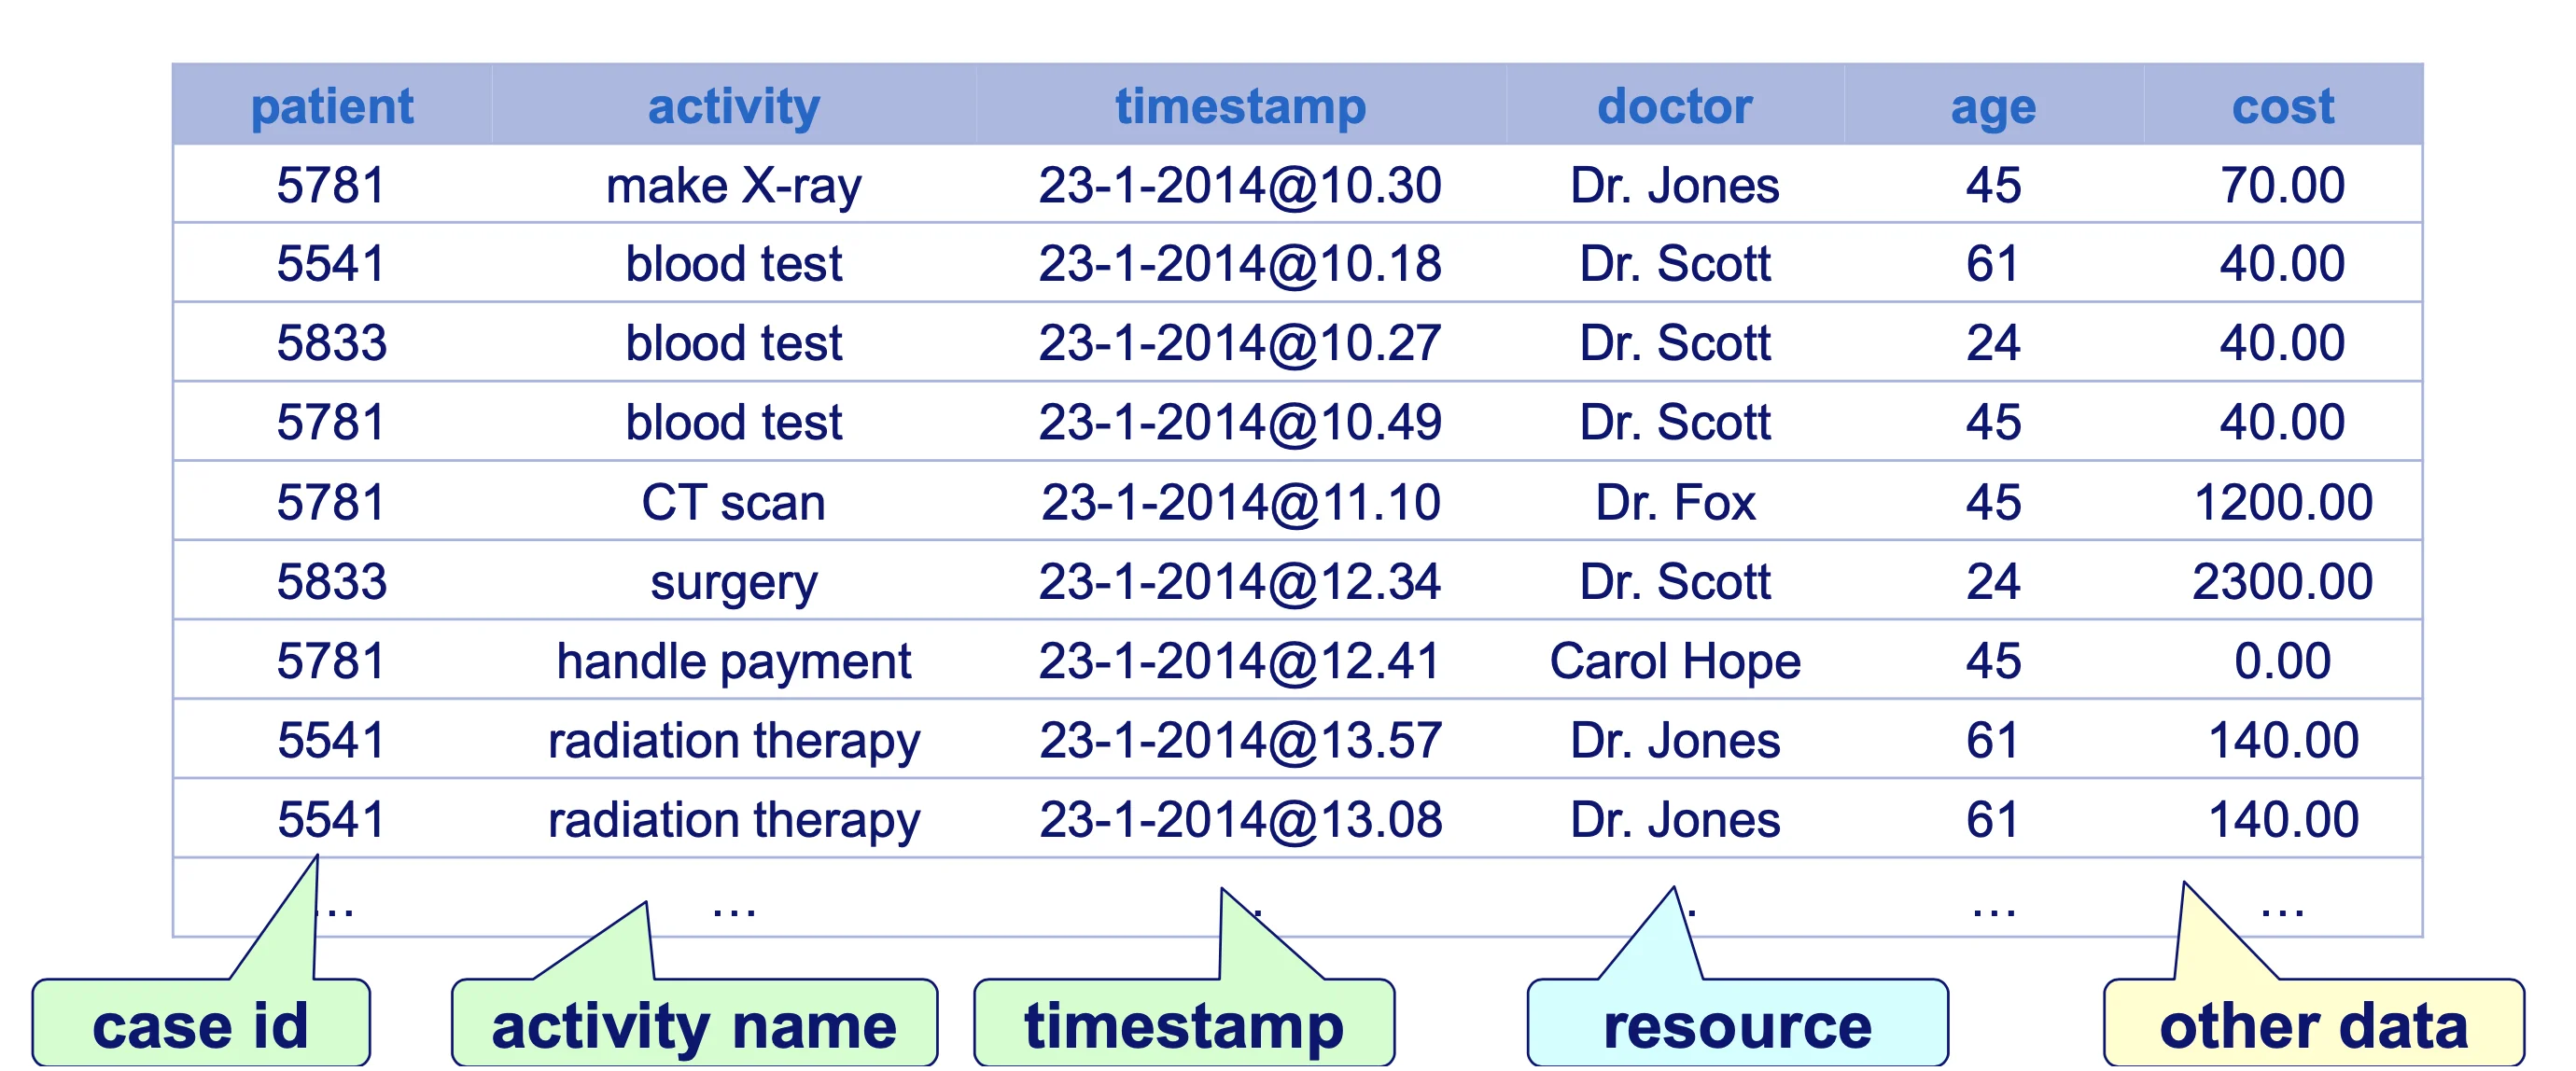 patient activity timestamp doctor age cost
5781 make X-ray 23-1-2014@10.30 Dr. Jones 45 70.00
5541 blood test 23-1-2014@10.18 Dr. Scott 61 40.00
5833 blood test 23-1-2014@10.27 Dr. Scott 24 40.00
5781 blood test 23-1-2014@10.49 Dr. Scott 45 40.00
5781 CT scan 23-1-2014@11.10 Dr. Fox 45 1200.00
5833 surgery 23-1-2014@12.34 Dr. Scott 24 2300.00
5781 handle payment 23-1-2014@12.41 Carol Hope 45 0.00
5541 radiation therapy 23-1-2014@13.57 Dr. Jones 61 140.00
5541 radiation therapy 23-1-2014@13.08 Dr. Jones 61 140.00
... ... . . ... ...
case id activity name timestamp resource other data